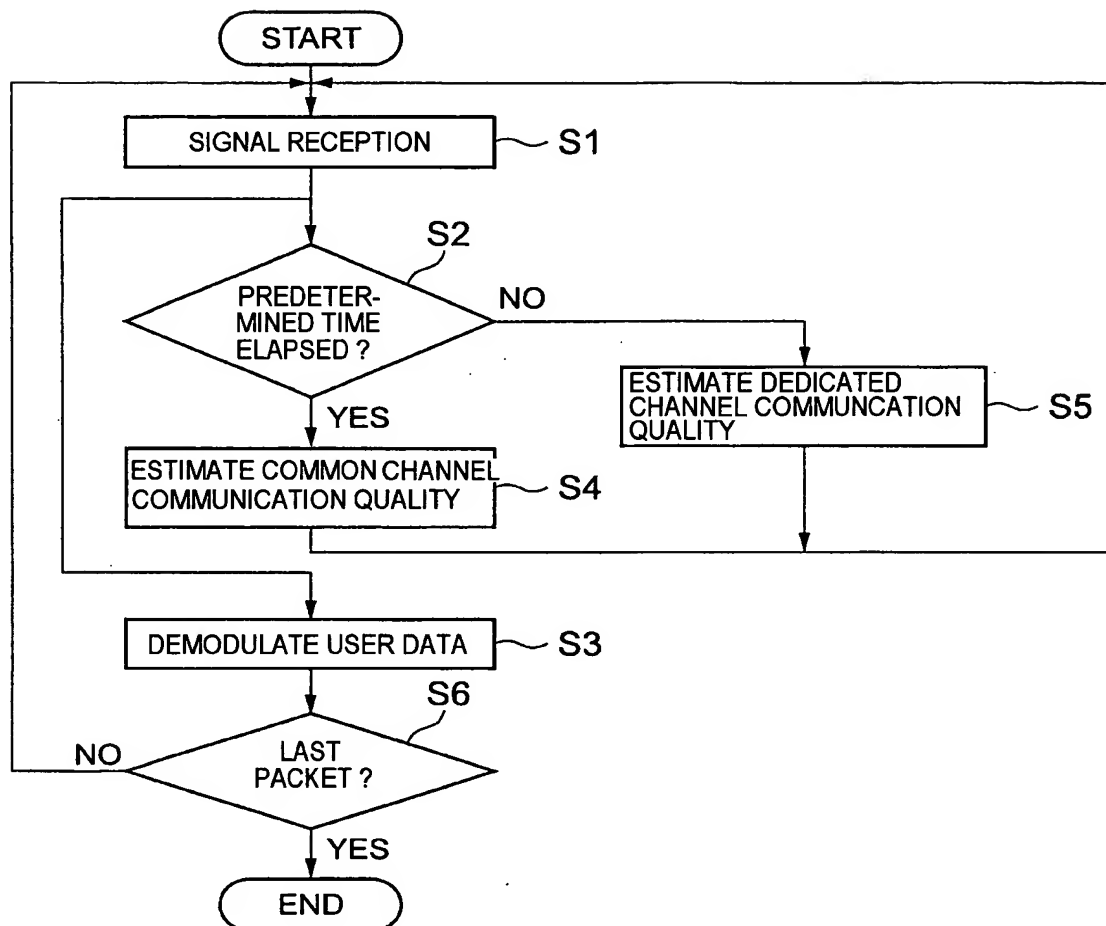 START
SIGNAL RECEPTION
S1
S2
PREDETER-
MINED TIME
ELAPSED ?
NO
YES
ESTIMATE DEDICATED
CHANNEL COMMUNCATION
QUALITY
S5
ESTIMATE COMMON CHANNEL
COMMUNICATION QUALITY
S4
DEMODULATE USER DATA
S3
S6
LAST
PACKET ?
NO
YES
END